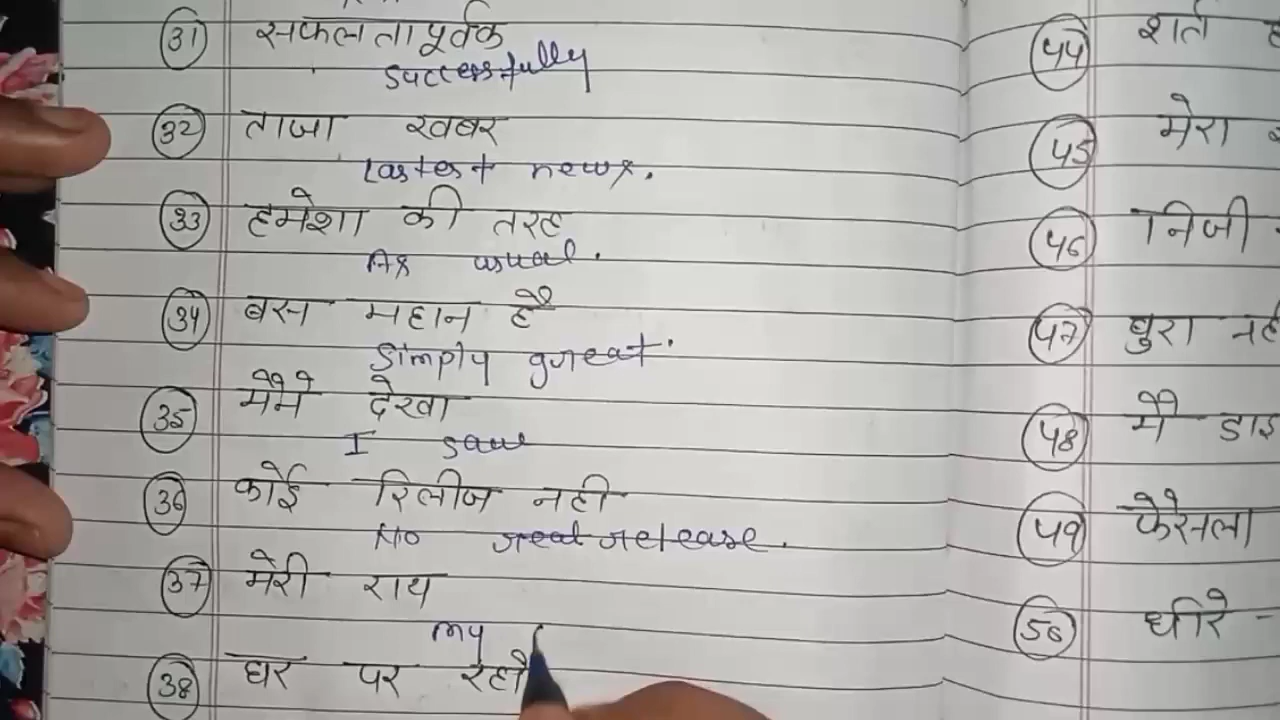 31 सफलतापूर्वक
successfully
32 ताजा खबर
Lastest news.
33 हमेशा की तरह
As usual.
34 बस महान है
Simply great.
35 मैने देखा
I saw
36 कोई रिलीज नही
No release.
37 मेरी राय
my
38 घर पर रहो
44 शर्त
45 मेरा
46 निजी
47 बुरा नही
48 मै डाइ
49 फैसला
50 धीरे -